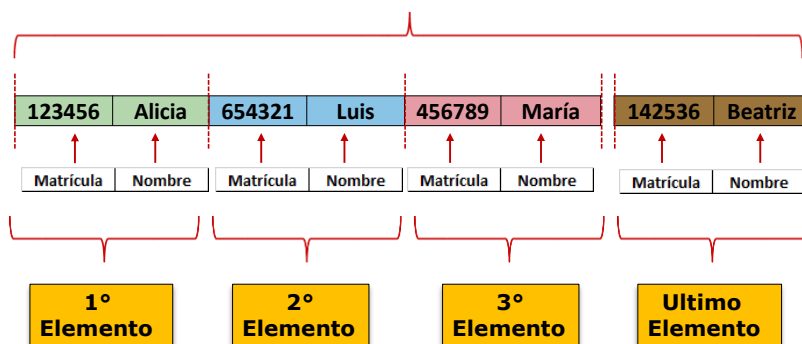 123456 Alicia 654321 Luis 456789 María 142536 Beatriz
Matrícula Nombre Matrícula Nombre Matrícula Nombre Matrícula Nombre
1° 2° 3° Ultimo
Elemento Elemento Elemento Elemento